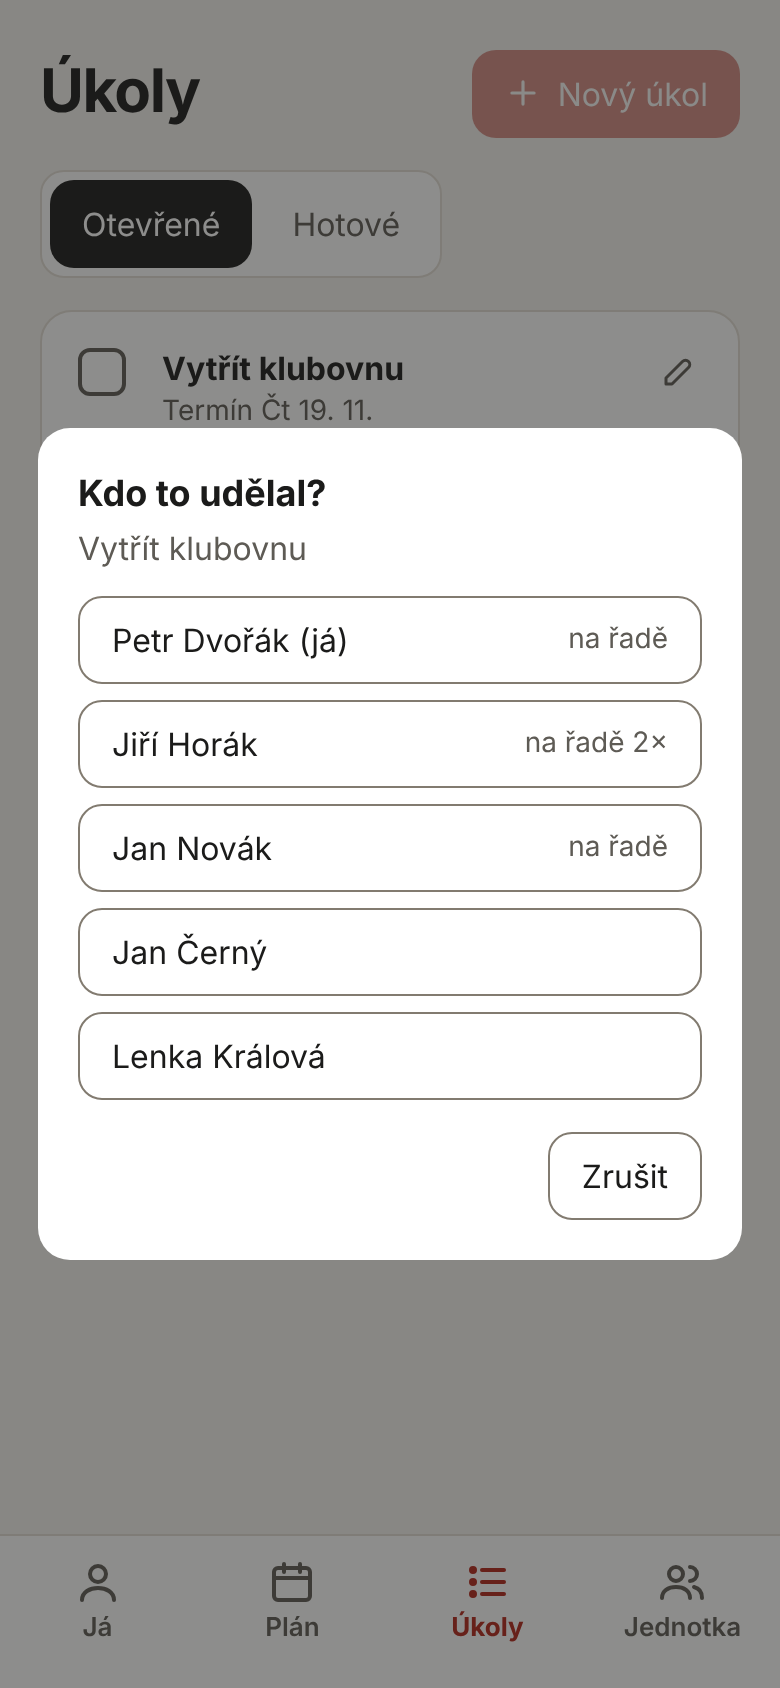 Úkoly
+ Nový úkol
Otevřené
Hotové
Vytřít klubovnu
Termín Čt 19. 11.
Kdo to udělal?
Vytřít klubovnu
Petr Dvořák (já) na řadě
Jiří Horák na řadě 2×
Jan Novák na řadě
Jan Černý
Lenka Králová
Zrušit
Já
Plán
Úkoly
Jednotka